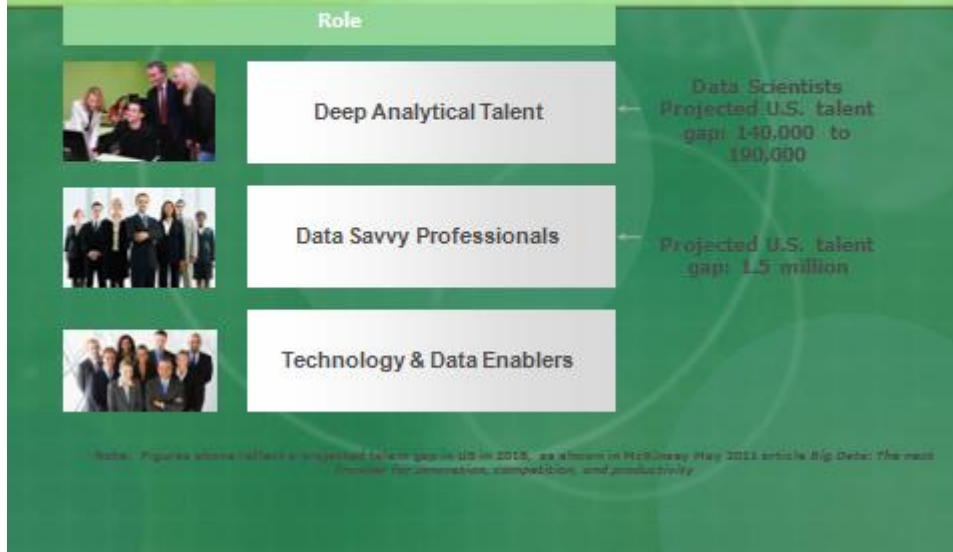 Role
Deep Analytical Talent
Data Scientists
Projected U.S. talent
gap: 140,000 to
190,000
Data Savvy Professionals
Projected U.S. talent
gap: 1.5 million
Technology & Data Enablers
Note: Figures above reflect a projected talent gap in US in 2018, as shown in McKinsey May 2011 article Big Data: The next
frontier for innovation, competition, and productivity